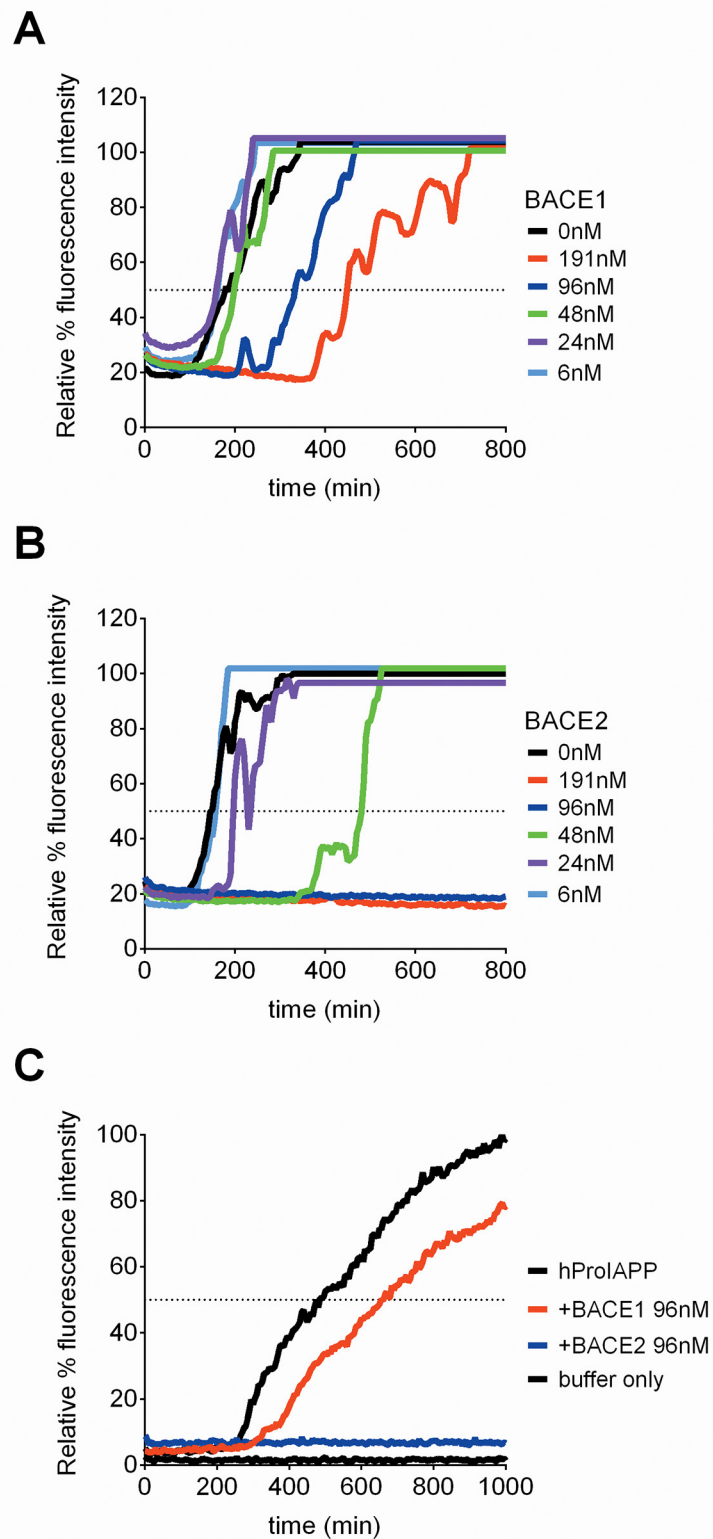 A
Relative % fluorescence intensity
120
100
80
60
40
20
0
0 200 400 600 800
time (min)
BACE1
0nM
191nM
96nM
48nM
24nM
6nM
B
Relative % fluorescence intensity
120
100
80
60
40
20
0
0 200 400 600 800
time (min)
BACE2
0nM
191nM
96nM
48nM
24nM
6nM
C
Relative % fluorescence intensity
100
80
60
40
20
0
0 200 400 600 800 1000
time (min)
hProIAPP
+BACE1 96nM
+BACE2 96nM
buffer only